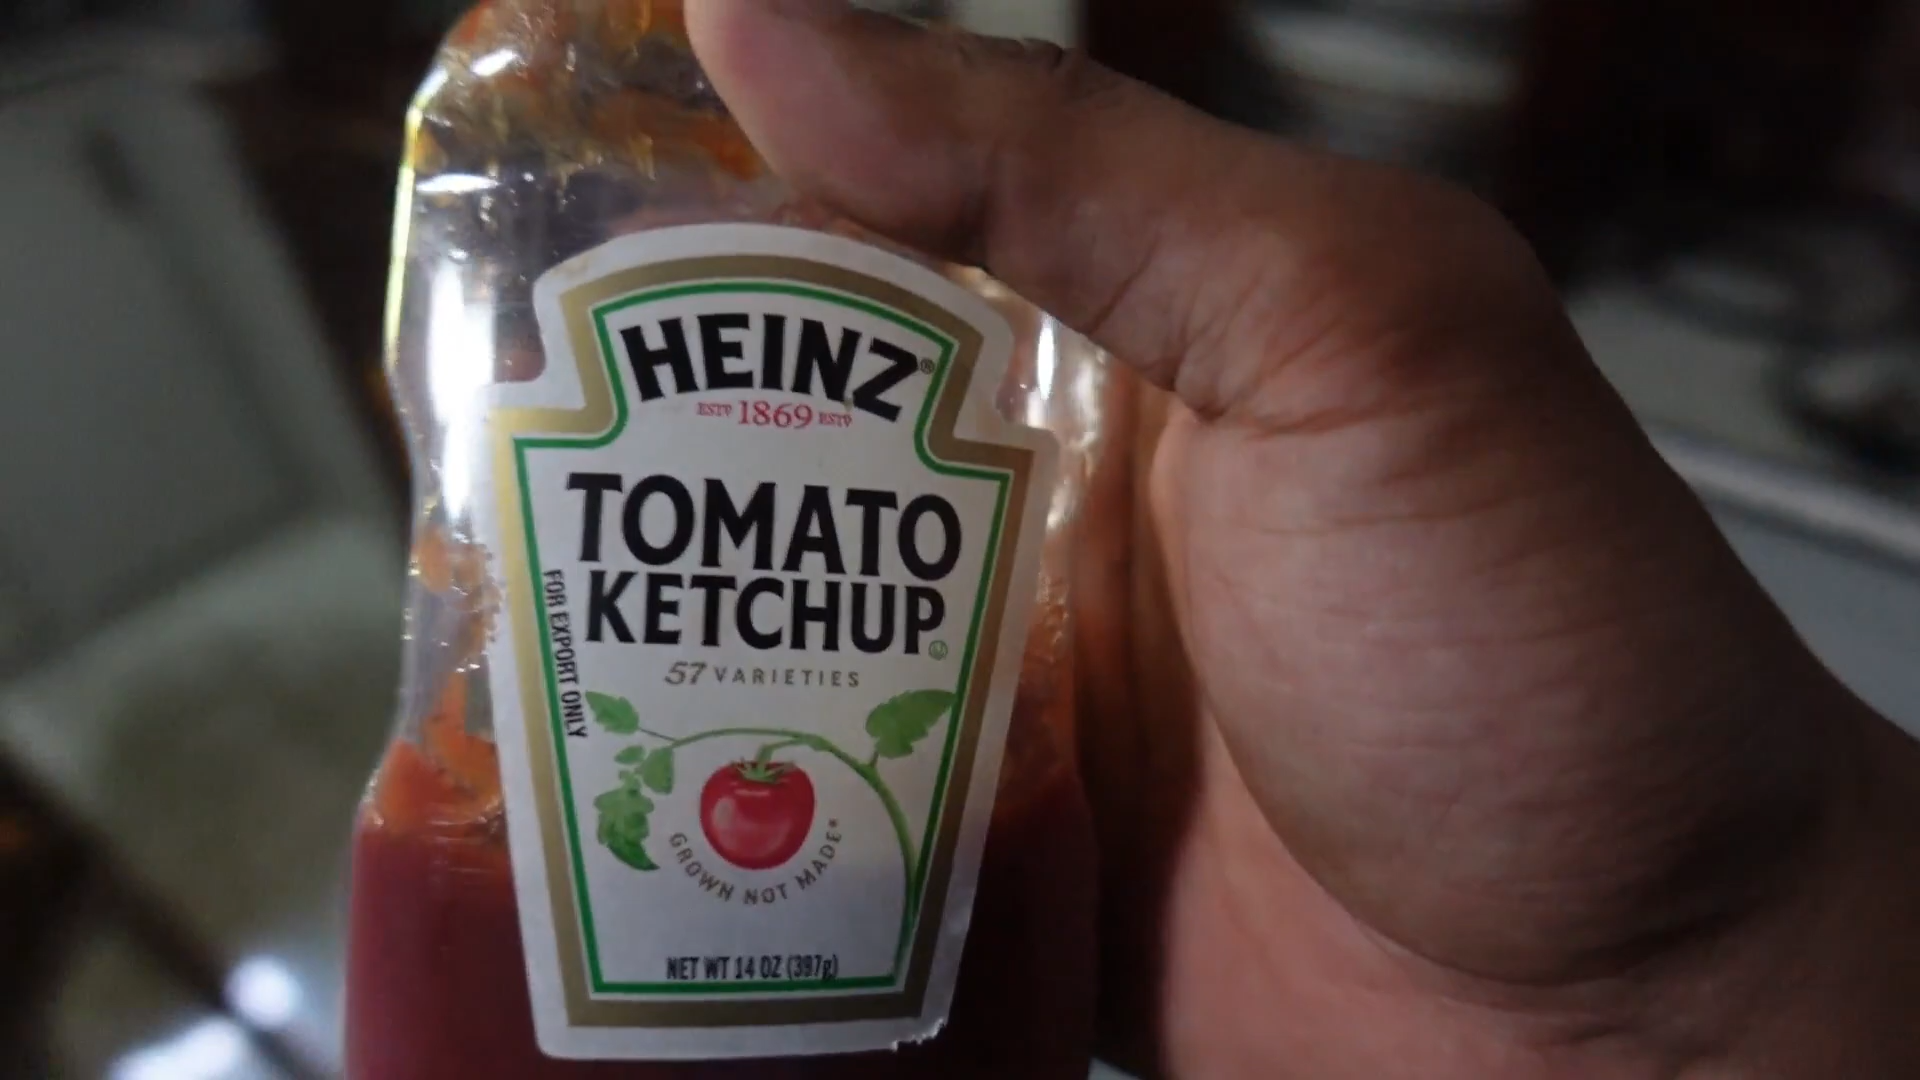 HEINZ®
ESTD 1869 ESTD
TOMATO
KETCHUP
57 VARIETIES
FOR EXPORT ONLY
GROWN NOT MADE®
NET WT 14 OZ (397g)